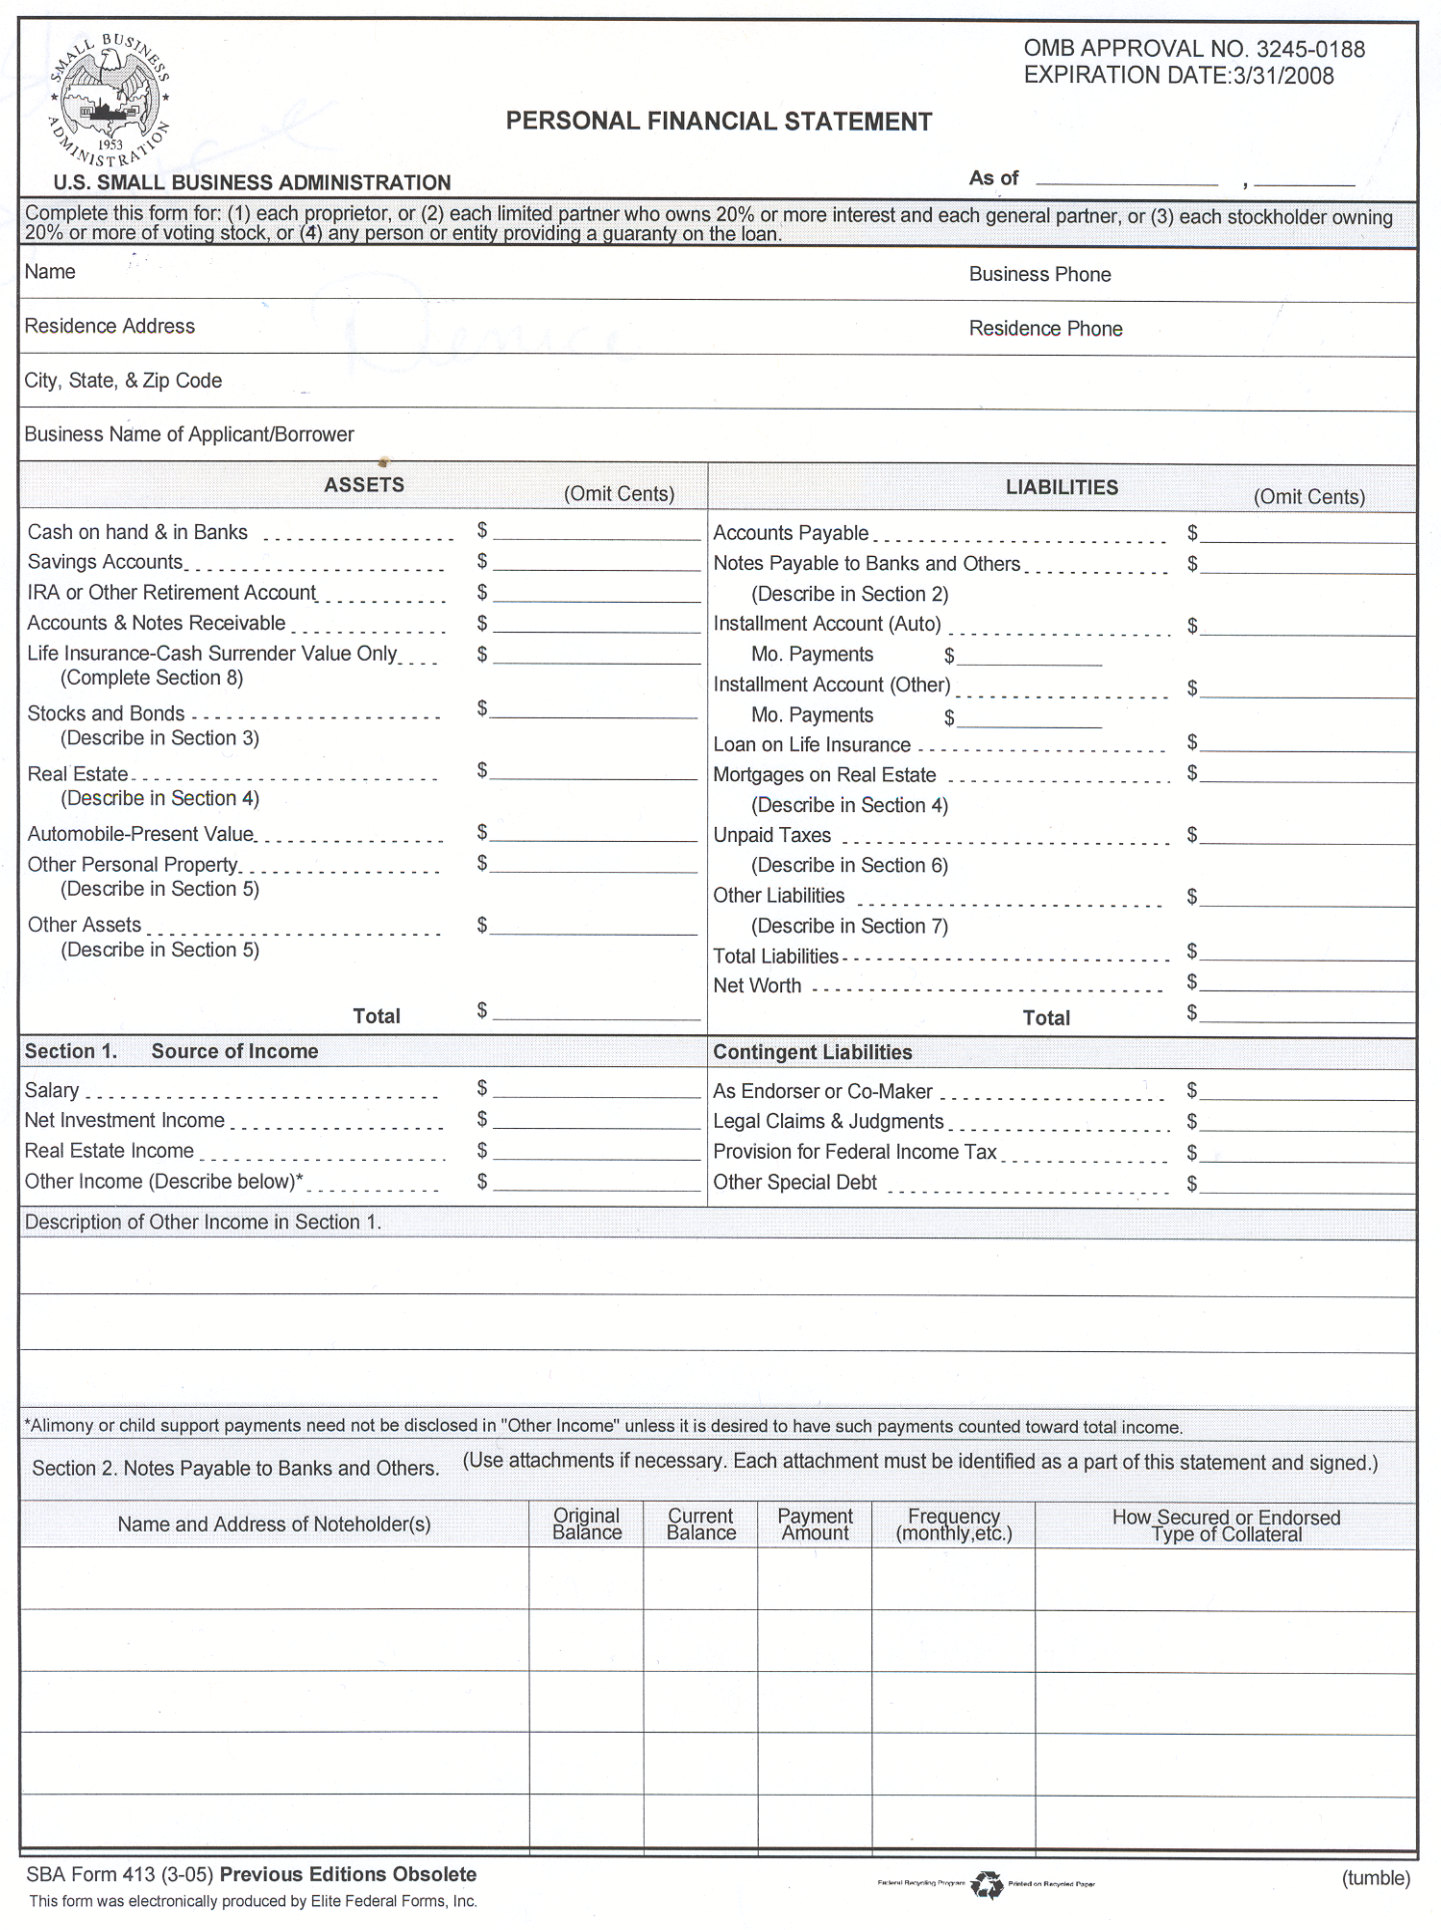 SMALL BUSINESS
ADMINISTRATION
1953
OMB APPROVAL NO. 3245-0188
EXPIRATION DATE:3/31/2008
PERSONAL FINANCIAL STATEMENT
U.S. SMALL BUSINESS ADMINISTRATION
As of ,
Complete this form for: (1) each proprietor, or (2) each limited partner who owns 20% or more interest and each general partner, or (3) each stockholder owning
20% or more of voting stock, or (4) any person or entity providing a guaranty on the loan.
Name
Business Phone
Residence Address
Residence Phone
Denice
City, State, & Zip Code
Business Name of Applicant/Borrower
ASSETS (Omit Cents)
Cash on hand & in Banks $
Savings Accounts $
IRA or Other Retirement Account $
Accounts & Notes Receivable $
Life Insurance-Cash Surrender Value Only $
(Complete Section 8)
Stocks and Bonds $
(Describe in Section 3)
Real Estate $
(Describe in Section 4)
Automobile-Present Value $
Other Personal Property $
(Describe in Section 5)
Other Assets $
(Describe in Section 5)
Total $
LIABILITIES (Omit Cents)
Accounts Payable $
Notes Payable to Banks and Others $
(Describe in Section 2)
Installment Account (Auto) $
Mo. Payments $
Installment Account (Other) $
Mo. Payments $
Loan on Life Insurance $
Mortgages on Real Estate $
(Describe in Section 4)
Unpaid Taxes $
(Describe in Section 6)
Other Liabilities $
(Describe in Section 7)
Total Liabilities $
Net Worth $
Total $
Section 1. Source of Income
Salary $
Net Investment Income $
Real Estate Income $
Other Income (Describe below)* $
Contingent Liabilities
As Endorser or Co-Maker $
Legal Claims & Judgments $
Provision for Federal Income Tax $
Other Special Debt $
Description of Other Income in Section 1.
*Alimony or child support payments need not be disclosed in "Other Income" unless it is desired to have such payments counted toward total income.
Section 2. Notes Payable to Banks and Others. (Use attachments if necessary. Each attachment must be identified as a part of this statement and signed.)
Name and Address of Noteholder(s)
Original
Balance
Current
Balance
Payment
Amount
Frequency
(monthly,etc.)
How Secured or Endorsed
Type of Collateral
SBA Form 413 (3-05) Previous Editions Obsolete
This form was electronically produced by Elite Federal Forms, Inc.
Federal Recycling Program Printed on Recycled Paper
(tumble)